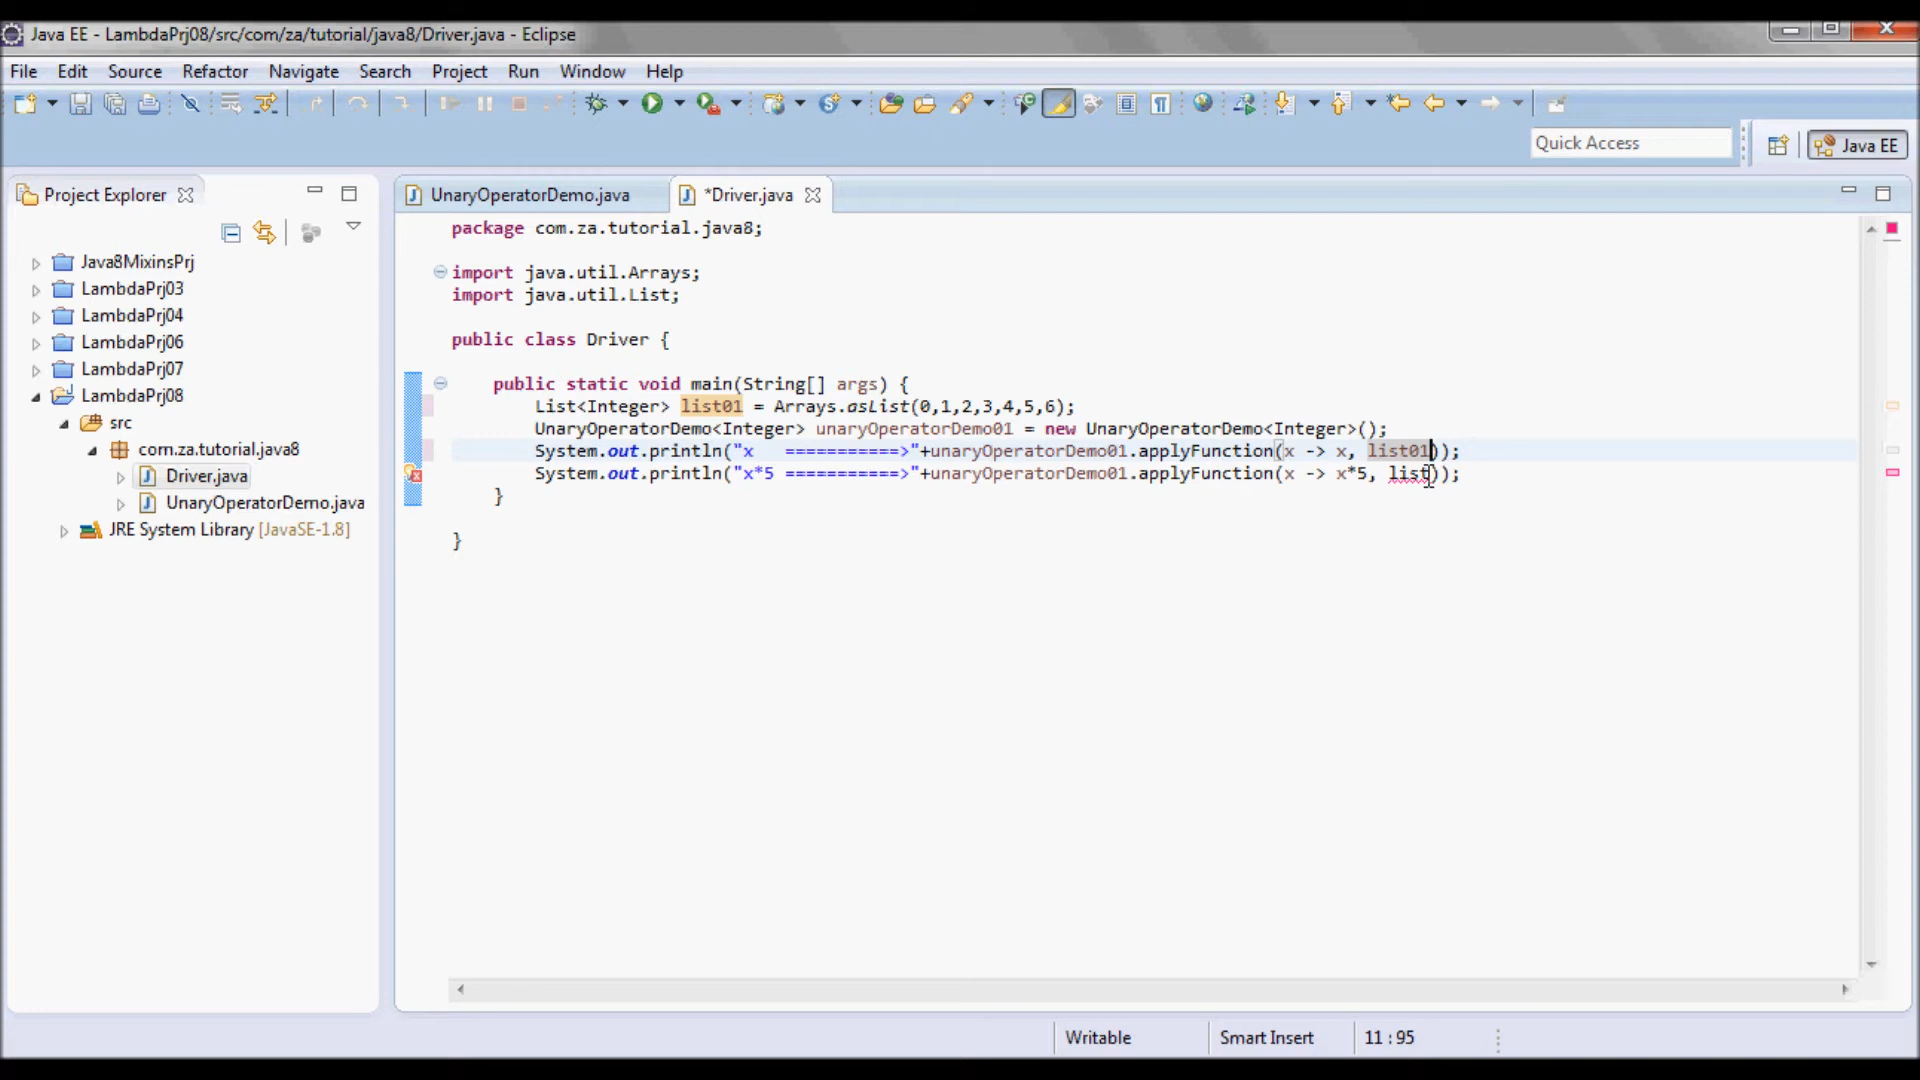 Java EE - LambdaPrj08/src/com/za/tutorial/java8/Driver.java - Eclipse
File Edit Source Refactor Navigate Search Project Run Window Help
Quick Access
Java EE
Project Explorer
Java8MixinsPrj
LambdaPrj03
LambdaPrj04
LambdaPrj06
LambdaPrj07
LambdaPrj08
src
com.za.tutorial.java8
Driver.java
UnaryOperatorDemo.java
JRE System Library [JavaSE-1.8]
UnaryOperatorDemo.java
*Driver.java
package com.za.tutorial.java8;
import java.util.Arrays;
import java.util.List;
public class Driver {
public static void main(String[] args) {
List<Integer> list01 = Arrays.asList(0,1,2,3,4,5,6);
UnaryOperatorDemo<Integer> unaryOperatorDemo01 = new UnaryOperatorDemo<Integer>();
System.out.println("x   ===========>"+unaryOperatorDemo01.applyFunction(x -> x, list01));
System.out.println("x*5 ===========>"+unaryOperatorDemo01.applyFunction(x -> x*5, list));
}
}
Writable
Smart Insert
11 : 95